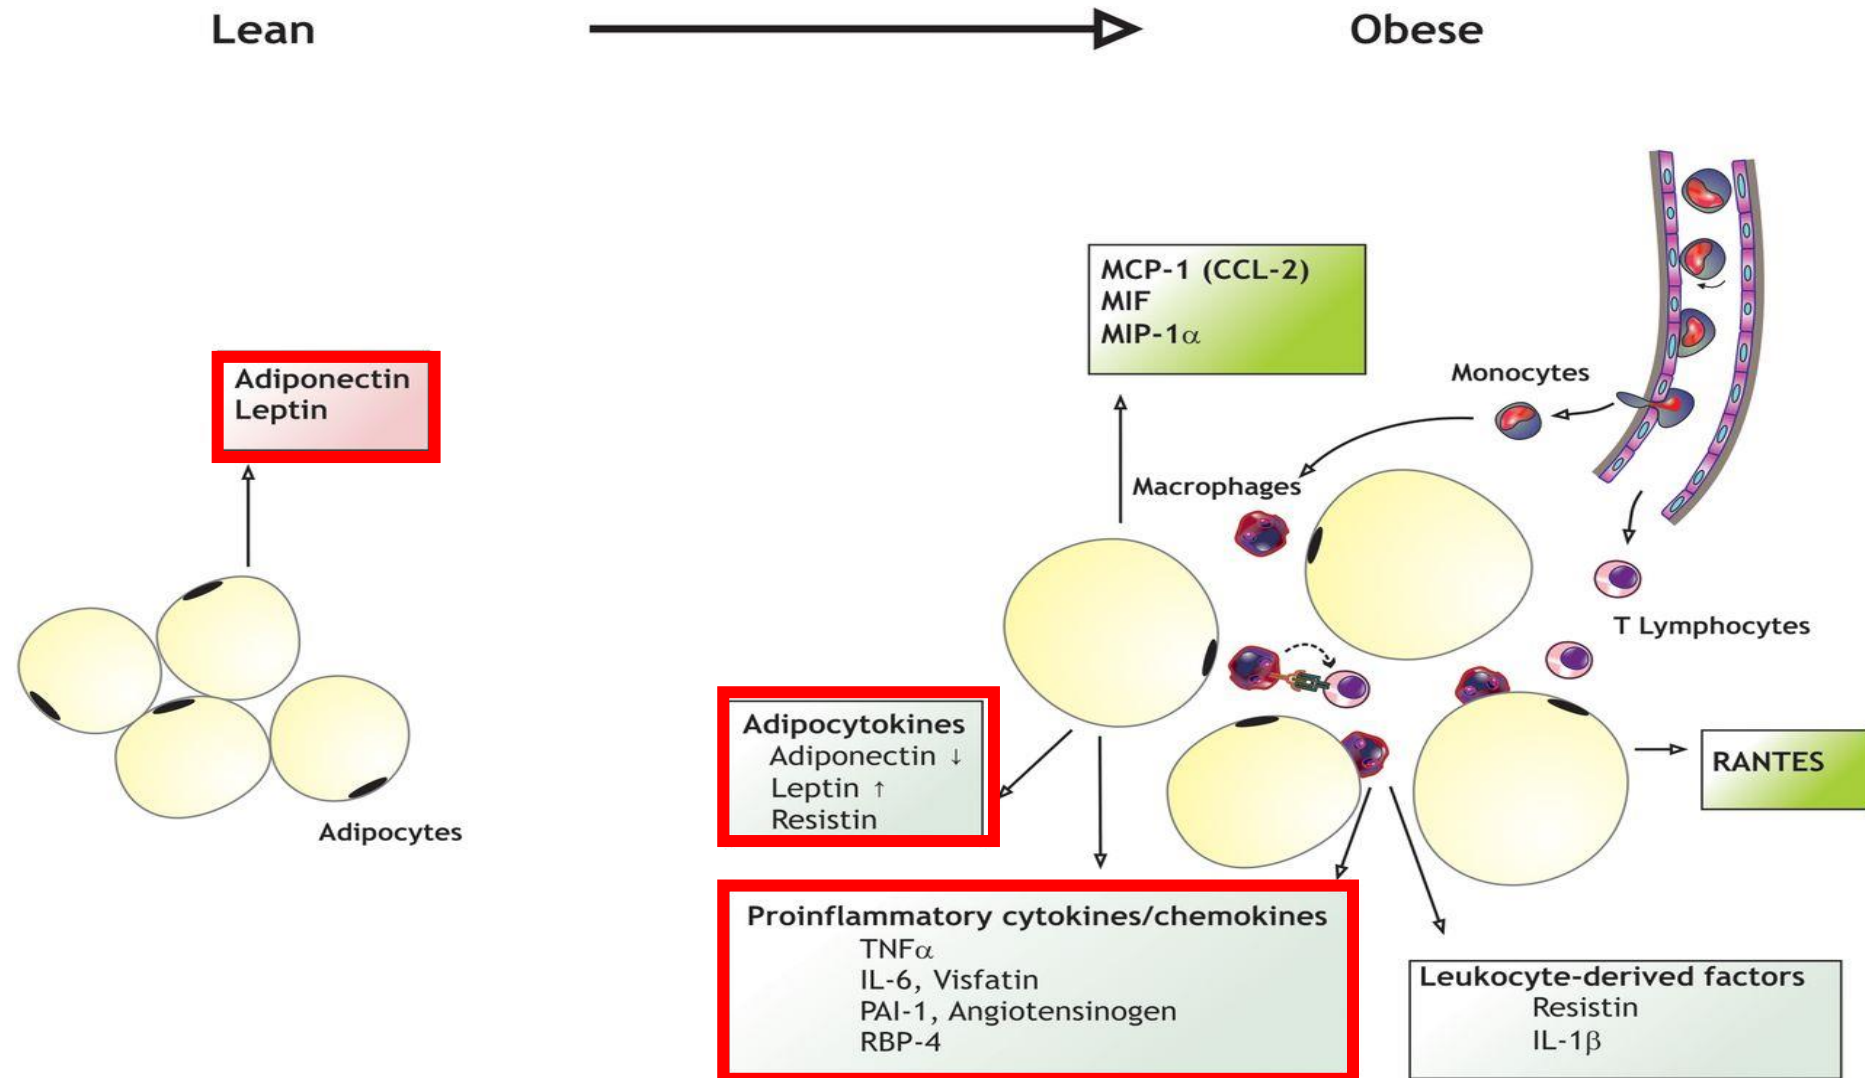 Lean
Obese
Adiponectin
Leptin
Adipocytes
MCP-1 (CCL-2)
MIF
MIP-1α
Monocytes
Macrophages
T Lymphocytes
Adipocytokines
Adiponectin ↓
Leptin ↑
Resistin
RANTES
Proinflammatory cytokines/chemokines
TNFα
IL-6, Visfatin
PAI-1, Angiotensinogen
RBP-4
Leukocyte-derived factors
Resistin
IL-1β